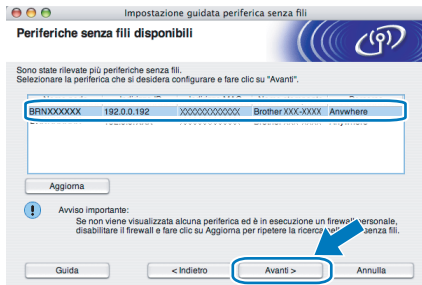 Impostazione guidata periferica senza fili
Periferiche senza fili disponibili
Sono state rilevate più periferiche senza fili.
Selezionare la periferica che si desidera configurare e fare clic su "Avanti".
BRNXXXXXX 192.0.0.192 XXXXXXXXXXXX Brother XXX-XXXX Anywhere
Aggiorna
Avviso importante:
Se non viene visualizzata alcuna periferica ed è in esecuzione un firewall personale,
disabilitare il firewall e fare clic su Aggiorna per ripetere la ricerca senza fili.
Guida < Indietro Avanti > Annulla